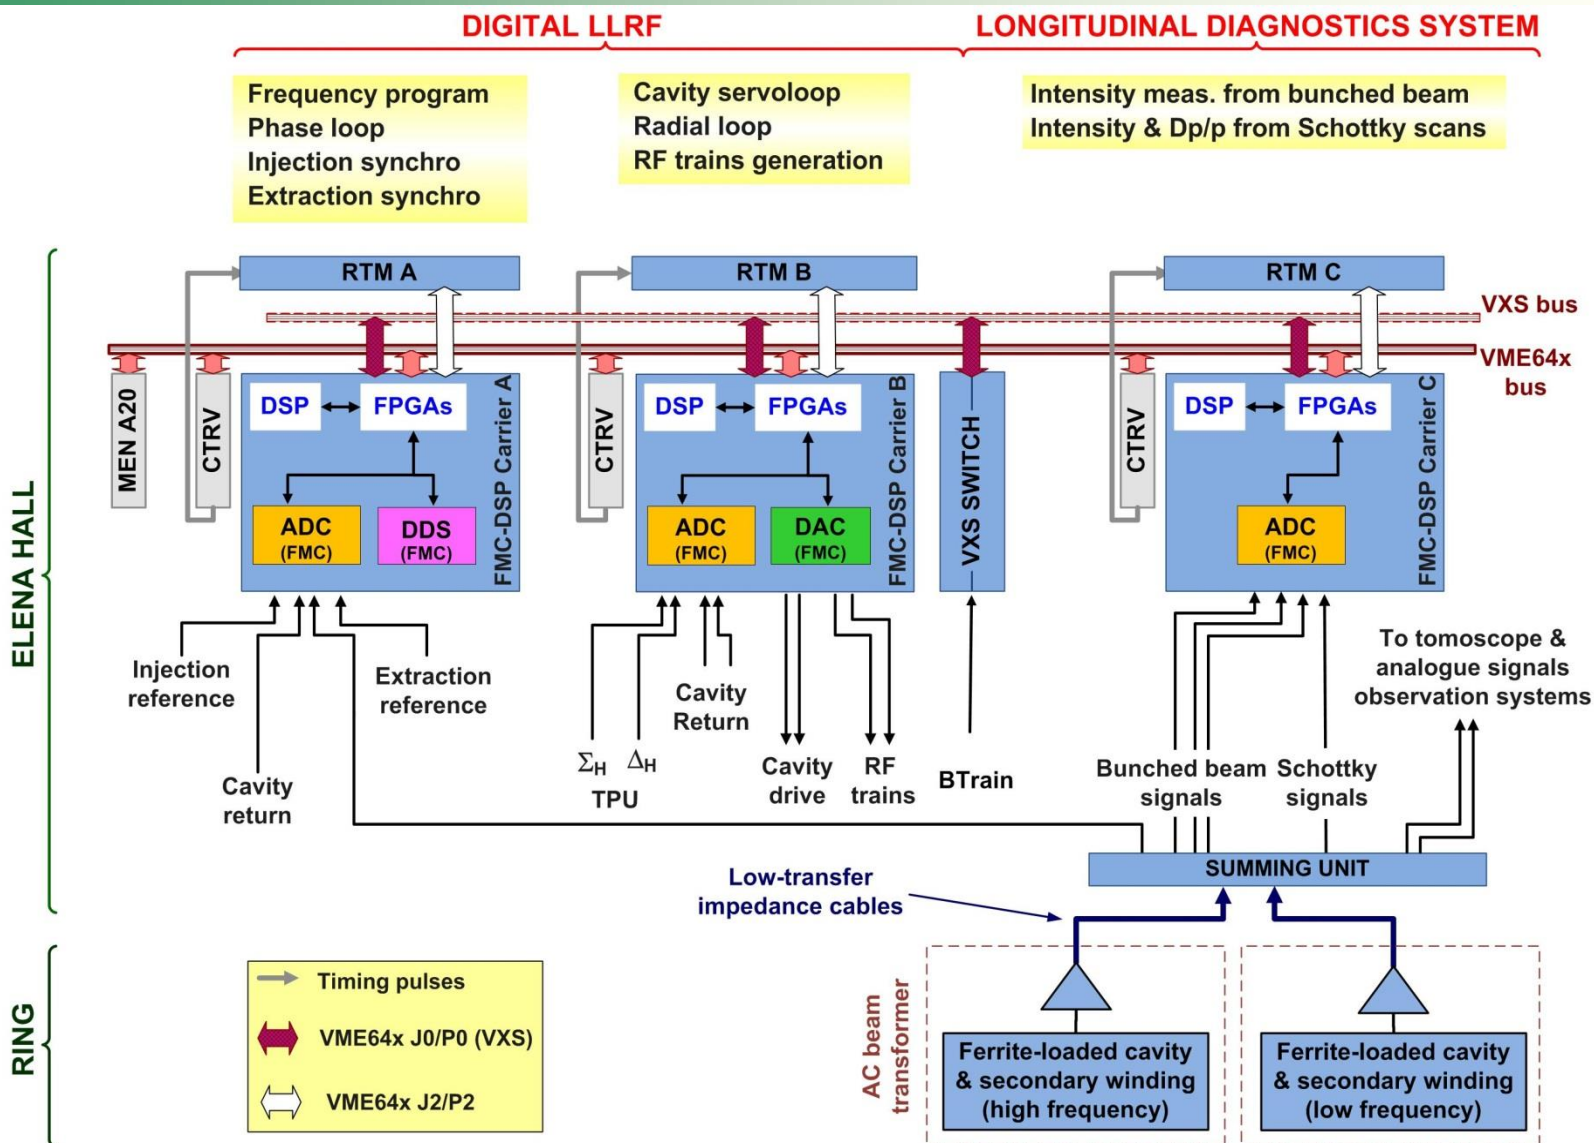 DIGITAL LLRF
LONGITUDINAL DIAGNOSTICS SYSTEM
Frequency program
Phase loop
Injection synchro
Extraction synchro
Cavity servoloop
Radial loop
RF trains generation
Intensity meas. from bunched beam
Intensity & Dp/p from Schottky scans
ELENA HALL
RTM A
RTM B
RTM C
VXS bus
VME64x
bus
MEN A20
CTRV
DSP
FPGAs
ADC
(FMC)
DDS
(FMC)
FMC-DSP Carrier A
CTRV
DSP
FPGAs
ADC
(FMC)
DAC
(FMC)
FMC-DSP Carrier B
VXS SWITCH
CTRV
DSP
FPGAs
ADC
(FMC)
FMC-DSP Carrier C
Injection
reference
Cavity
return
Extraction
reference
ΣH
ΔH
TPU
Cavity
Return
Cavity
drive
RF
trains
BTrain
Bunched beam
signals
Schottky
signals
To tomoscope &
analogue signals
observation systems
SUMMING UNIT
Low-transfer
impedance cables
RING
Timing pulses
VME64x J0/P0 (VXS)
VME64x J2/P2
AC beam
transformer
Ferrite-loaded cavity
& secondary winding
(high frequency)
Ferrite-loaded cavity
& secondary winding
(low frequency)